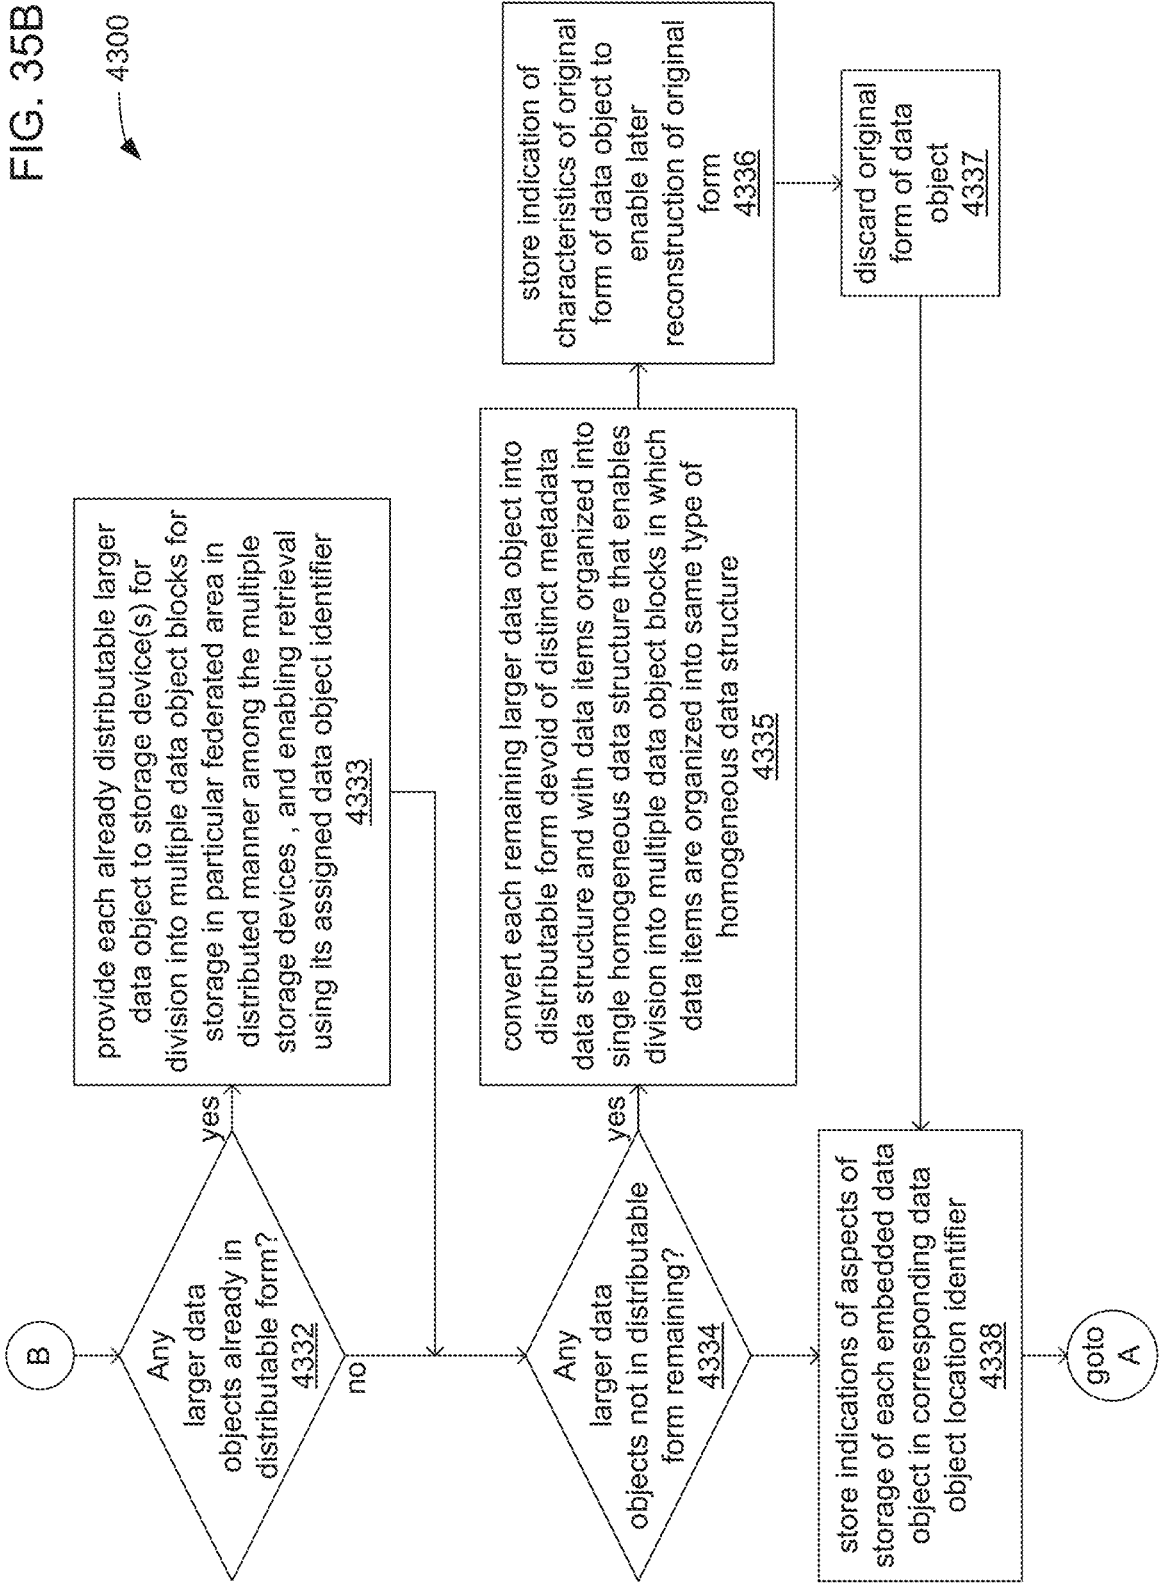 FIG. 35B
4300
B
Any
larger data
objects already in
distributable form?
4332
yes
no
provide each already distributable larger
data object to storage device(s) for
division into multiple data object blocks for
storage in particular federated area in
distributed manner among the multiple
storage devices , and enabling retrieval
using its assigned data object identifier
4333
Any
larger data
objects not in distributable
form remaining?
4334
yes
convert each remaining larger data object into
distributable form devoid of distinct metadata
data structure and with data items organized into
single homogeneous data structure that enables
division into multiple data object blocks in which
data items are organized into same type of
homogeneous data structure
4335
store indication of
characteristics of original
form of data object to
enable later
reconstruction of original
form
4336
discard original
form of data
object
4337
store indications of aspects of
storage of each embedded data
object in corresponding data
object location identifier
4338
goto
A